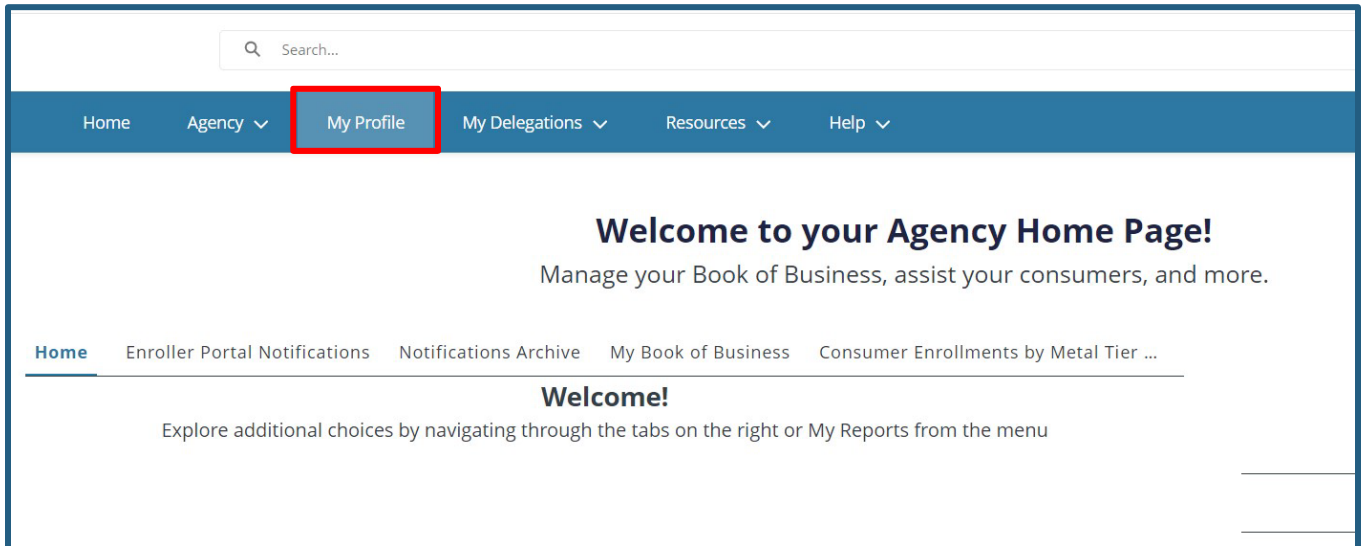 Search...
Home Agency My Profile My Delegations Resources Help
Welcome to your Agency Home Page!
Manage your Book of Business, assist your consumers, and more.
Home Enroller Portal Notifications Notifications Archive My Book of Business Consumer Enrollments by Metal Tier ...
Welcome!
Explore additional choices by navigating through the tabs on the right or My Reports from the menu